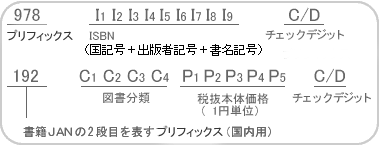 978 I1 I2 I3 I4 I5 I6 I7 I8 I9 C/D
プリフィックス ISBN チェックデジット
(国記号+出版者記号+書名記号)
192 C1 C2 C3 C4 P1 P2 P3 P4 P5 C/D
図書分類 税抜本体価格 チェックデジット
(1円単位)
書籍JANの2段目を表すプリフィックス(国内用)